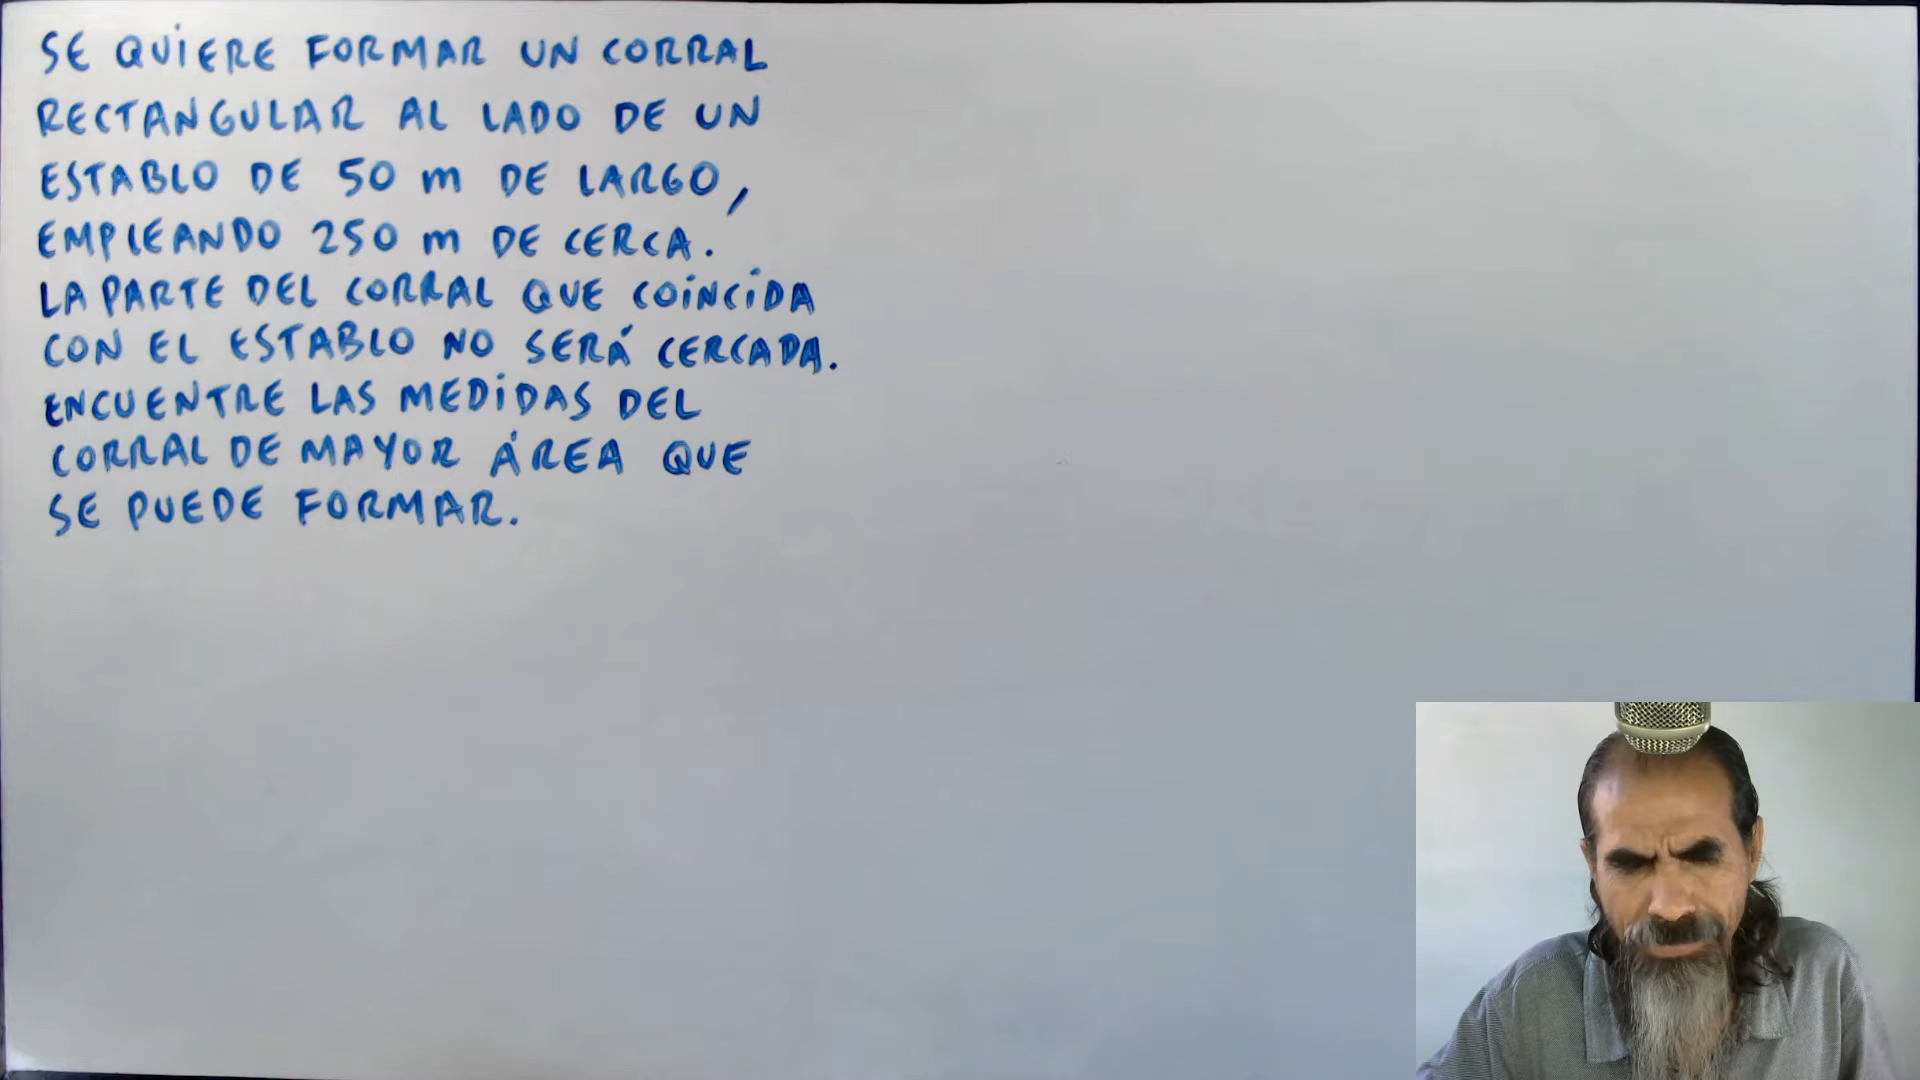 SE QUIERE FORMAR UN CORRAL
RECTANGULAR AL LADO DE UN
ESTABLO DE 50 m DE LARGO,
EMPLEANDO 250 m DE CERCA.
LA PARTE DEL CORRAL QUE COINCIDA
CON EL ESTABLO NO SERÁ CERCADA.
ENCUENTRE LAS MEDIDAS DEL
CORRAL DE MAYOR ÁREA QUE
SE PUEDE FORMAR.